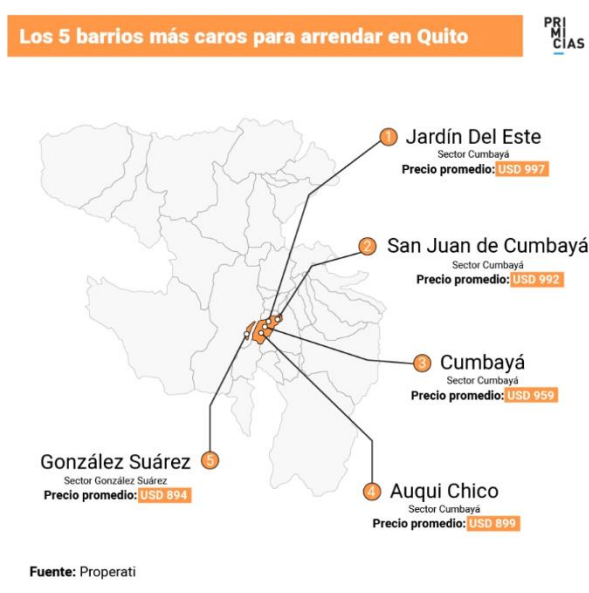 Los 5 barrios más caros para arrendar en Quito
PRI
MI
CIAS
1
Jardín Del Este
Sector Cumbayá
Precio promedio: USD 997
2
San Juan de Cumbayá
Sector Cumbayá
Precio promedio: USD 992
3
Cumbayá
Sector Cumbayá
Precio promedio: USD 959
4
Auqui Chico
Sector Cumbayá
Precio promedio: USD 899
5
González Suárez
Sector González Suárez
Precio promedio: USD 894
Fuente: Properati